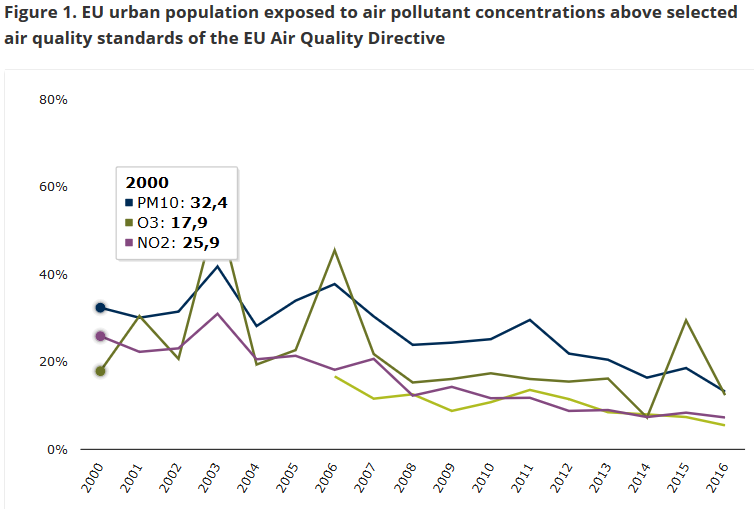 Figure 1. EU urban population exposed to air pollutant concentrations above selected
air quality standards of the EU Air Quality Directive
80%
2000
PM10: 32,4
O3: 17,9
NO2: 25,9
60%
40%
20%
0%
2000 2001 2002 2003 2004 2005 2006 2007 2008 2009 2010 2011 2012 2013 2014 2015 2016